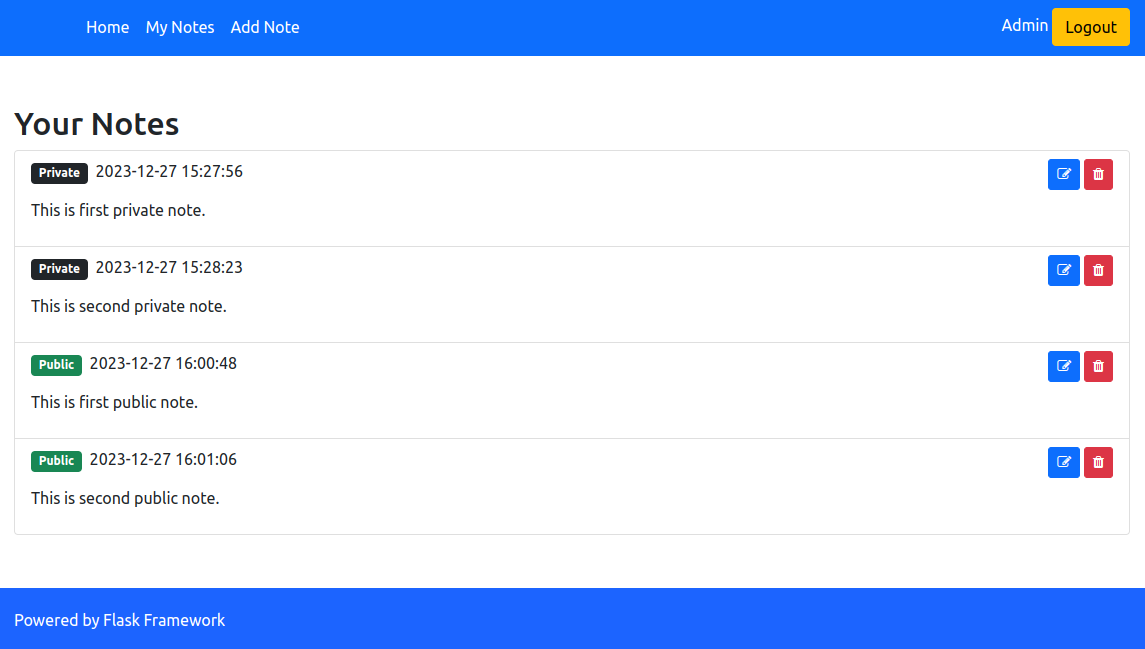 Home My Notes Add Note Admin Logout
Your Notes
Private 2023-12-27 15:27:56
This is first private note.
Private 2023-12-27 15:28:23
This is second private note.
Public 2023-12-27 16:00:48
This is first public note.
Public 2023-12-27 16:01:06
This is second public note.
Powered by Flask Framework